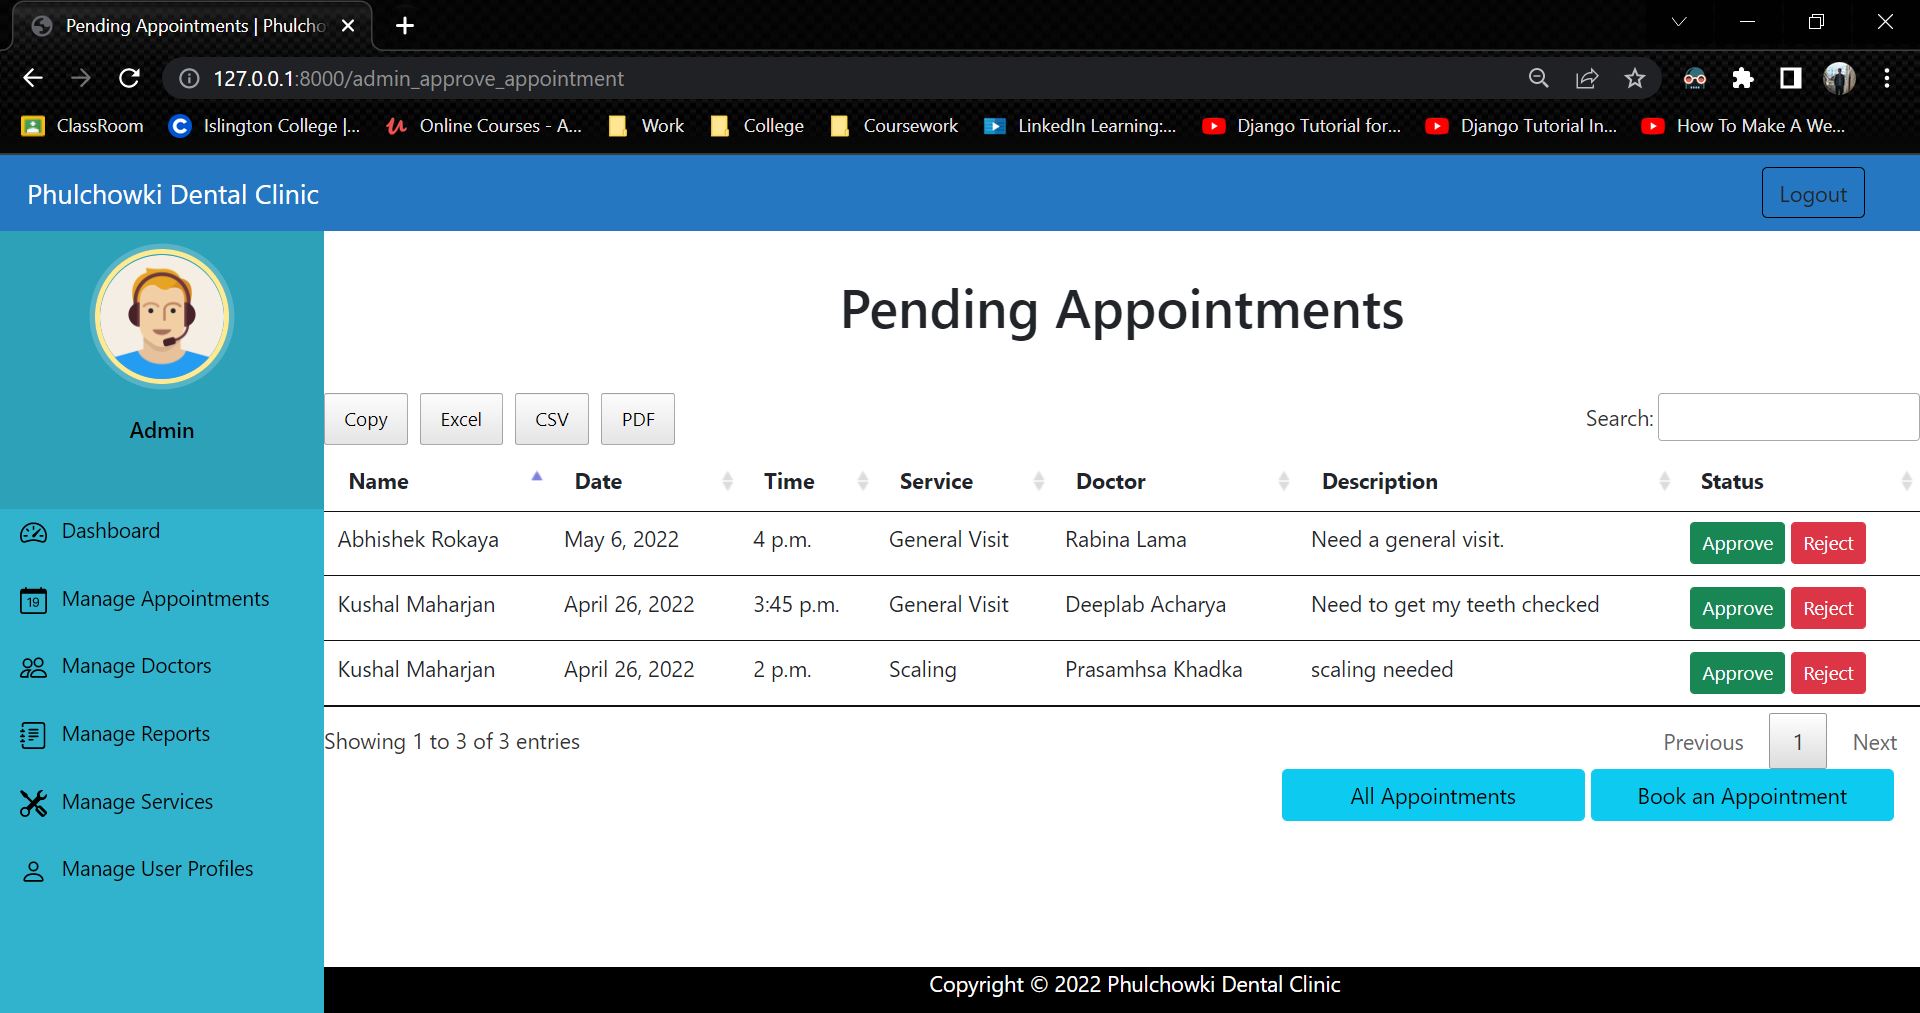 Pending Appointments | Phulcho
127.0.0.1:8000/admin_approve_appointment
ClassRoom Islington College |... Online Courses - A... Work College Coursework LinkedIn Learning:... Django Tutorial for... Django Tutorial In... How To Make A We...
Phulchowki Dental Clinic Logout
Admin
Dashboard
19 Manage Appointments
Manage Doctors
Manage Reports
Manage Services
Manage User Profiles
Pending Appointments
Copy Excel CSV PDF Search:
Name Date Time Service Doctor Description Status
Abhishek Rokaya May 6, 2022 4 p.m. General Visit Rabina Lama Need a general visit. Approve Reject
Kushal Maharjan April 26, 2022 3:45 p.m. General Visit Deeplab Acharya Need to get my teeth checked Approve Reject
Kushal Maharjan April 26, 2022 2 p.m. Scaling Prasamhsa Khadka scaling needed Approve Reject
Showing 1 to 3 of 3 entries Previous 1 Next
All Appointments Book an Appointment
Copyright © 2022 Phulchowki Dental Clinic